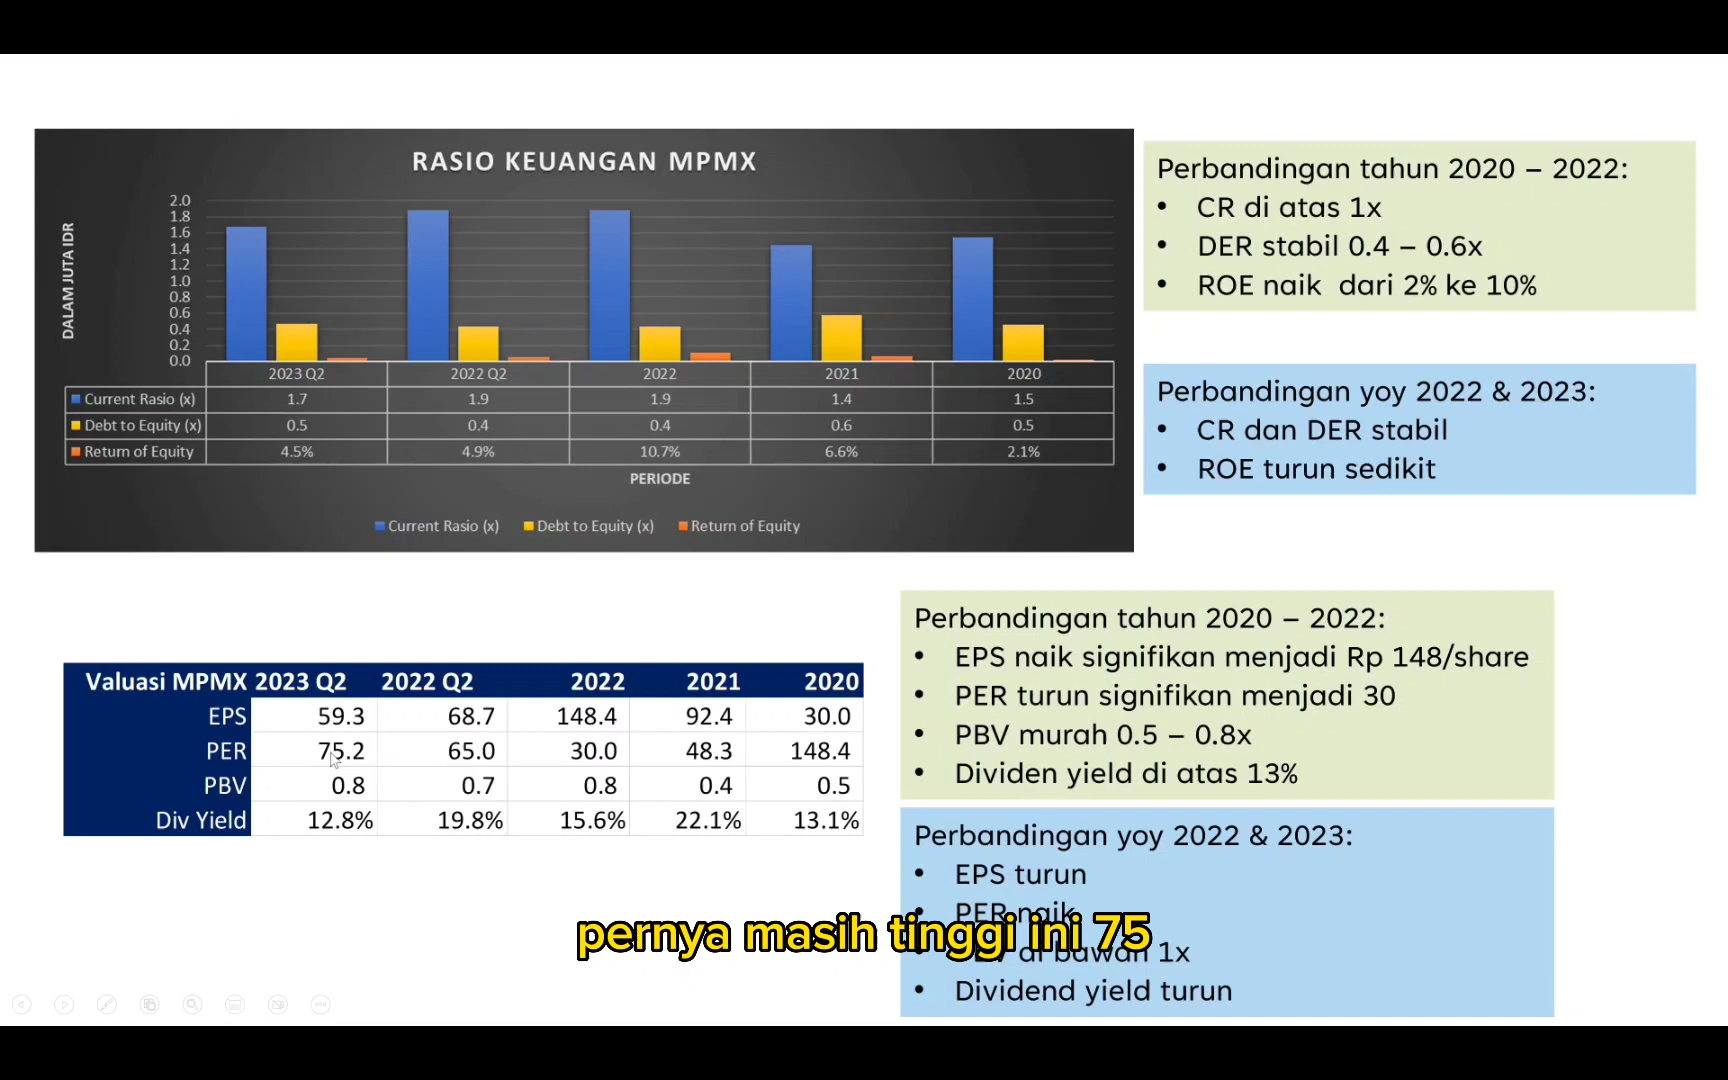 RASIO KEUANGAN MPMX
DALAM JUTA IDR
2.0
1.8
1.6
1.4
1.2
1.0
0.8
0.6
0.4
0.2
0.0
2023 Q2 2022 Q2 2022 2021 2020
Current Rasio (x) 1.7 1.9 1.9 1.4 1.5
Debt to Equity (x) 0.5 0.4 0.4 0.6 0.5
Return of Equity 4.5% 4.9% 10.7% 6.6% 2.1%
PERIODE
Current Rasio (x) Debt to Equity (x) Return of Equity
Perbandingan tahun 2020 – 2022:
• CR di atas 1x
• DER stabil 0.4 – 0.6x
• ROE naik dari 2% ke 10%
Perbandingan yoy 2022 & 2023:
• CR dan DER stabil
• ROE turun sedikit
Valuasi MPMX 2023 Q2 2022 Q2 2022 2021 2020
EPS 59.3 68.7 148.4 92.4 30.0
PER 75.2 65.0 30.0 48.3 148.4
PBV 0.8 0.7 0.8 0.4 0.5
Div Yield 12.8% 19.8% 15.6% 22.1% 13.1%
Perbandingan tahun 2020 – 2022:
• EPS naik signifikan menjadi Rp 148/share
• PER turun signifikan menjadi 30
• PBV murah 0.5 – 0.8x
• Dividen yield di atas 13%
Perbandingan yoy 2022 & 2023:
• EPS turun
• PER naik
di bawah 1x
• Dividend yield turun
pernya masih tinggi ini 75